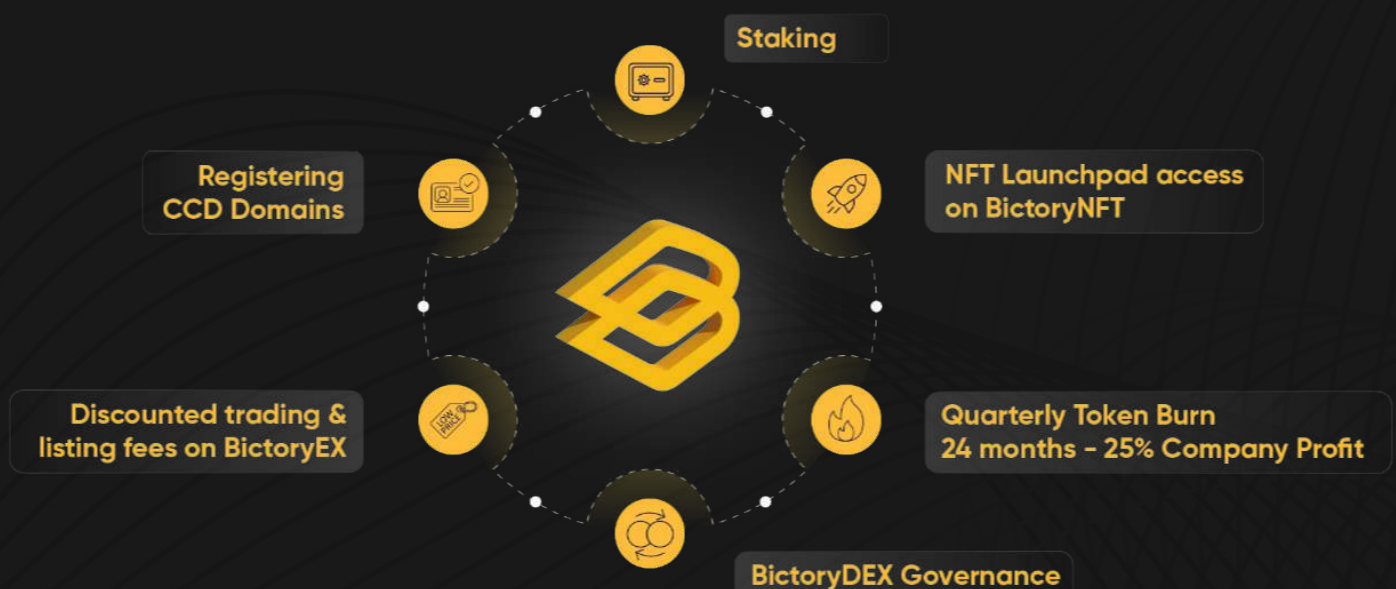 Staking
Registering
CCD Domains
NFT Launchpad access
on BictoryNFT
Discounted trading &
listing fees on BictoryEX
LOW
PRICE
Quarterly Token Burn
24 months - 25% Company Profit
BictoryDEX Governance